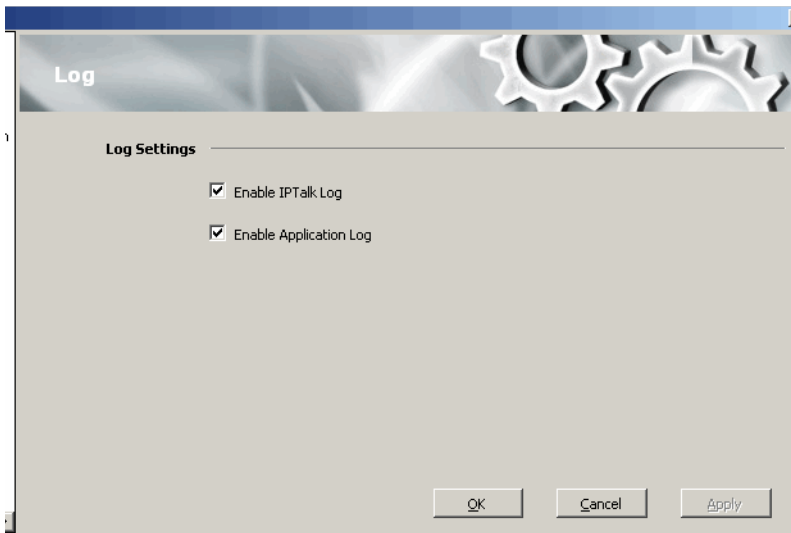 Log
Log Settings
Enable IPTalk Log
Enable Application Log
OK Cancel Apply